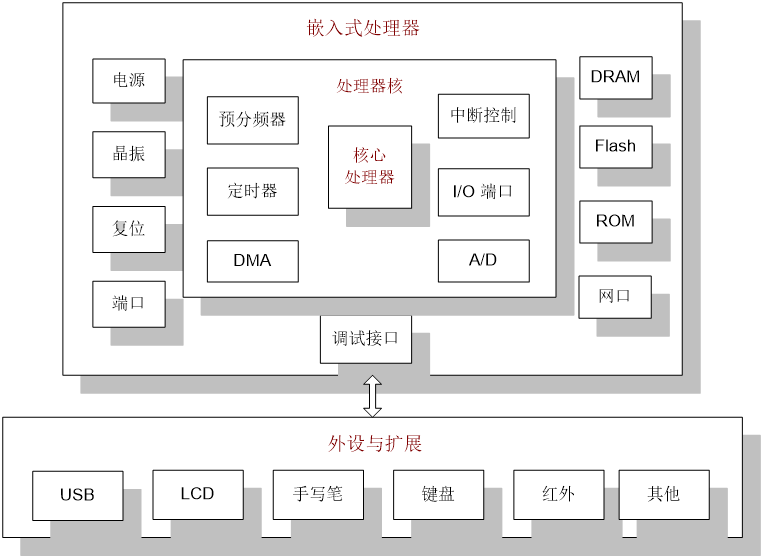 嵌入式处理器
电源
晶振
复位
端口
处理器核
预分频器
定时器
DMA
核心
处理器
中断控制
I/O 端口
A/D
DRAM
Flash
ROM
网口
调试接口
外设与扩展
USB
LCD
手写笔
键盘
红外
其他